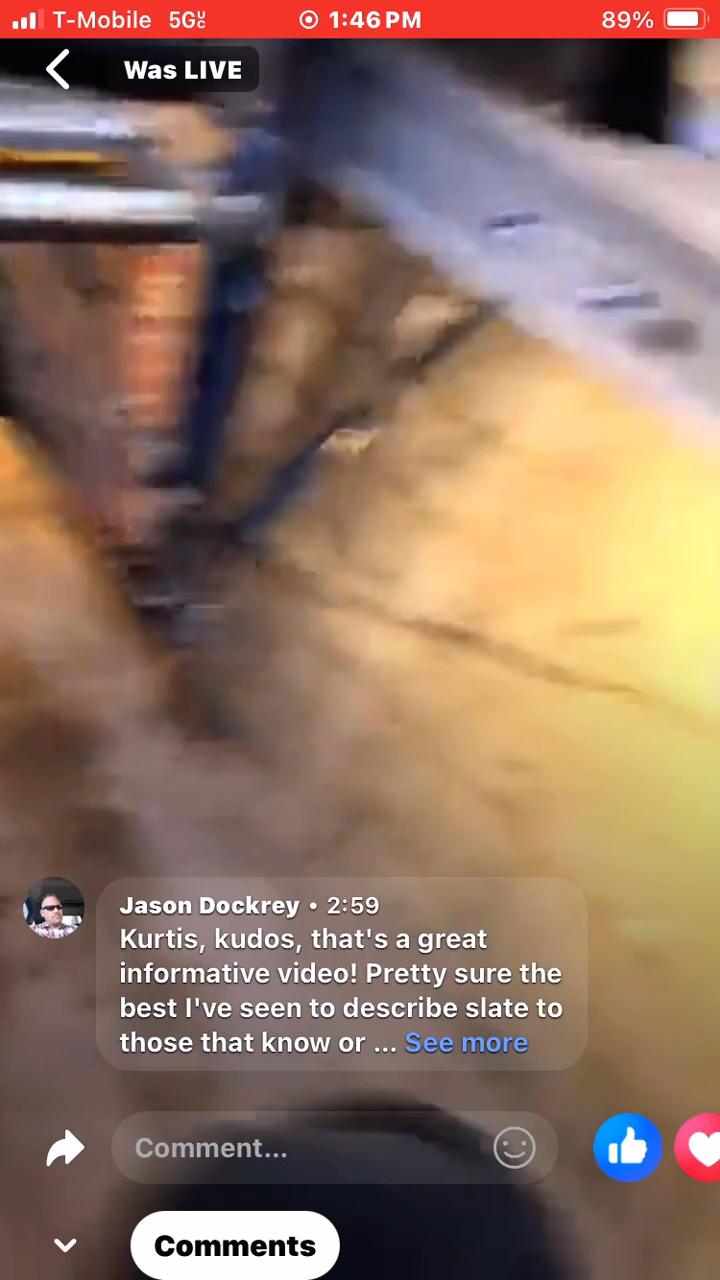 T-Mobile 5GUC 1:46 PM 89%
Was LIVE
Jason Dockrey • 2:59
Kurtis, kudos, that's a great
informative video! Pretty sure the
best I've seen to describe slate to
those that know or ... See more
Comment...
Comments